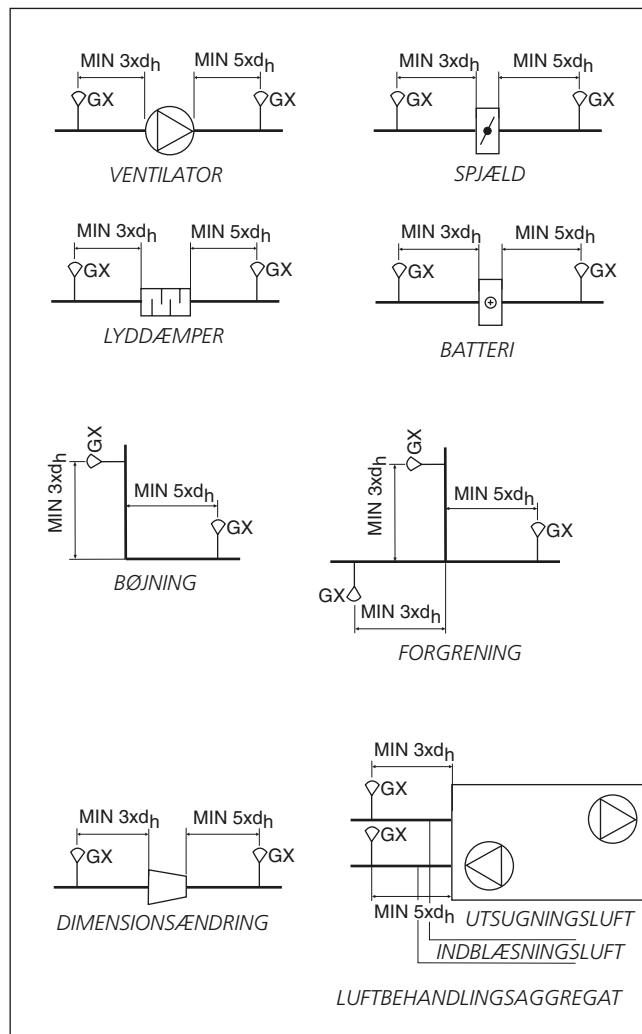 MIN 3xdh MIN 5xdh
GX GX
VENTILATOR
MIN 3xdh MIN 5xdh
GX GX
SPJÆLD
MIN 3xdh MIN 5xdh
GX GX
LYDDÆMPER
MIN 3xdh MIN 5xdh
GX GX
BATTERI
GX
MIN 3xdh
MIN 5xdh
GX
BØJNING
GX
MIN 3xdh
MIN 5xdh
GX
GX
MIN 3xdh
FORGRENING
MIN 3xdh MIN 5xdh
GX GX
DIMENSIONSÆNDRING
MIN 3xdh
GX
GX
MIN 5xdh
UTSUGNINGSLUFT
INDBLÆSNINGSLUFT
LUFTBEHANDLINGSAGGREGAT